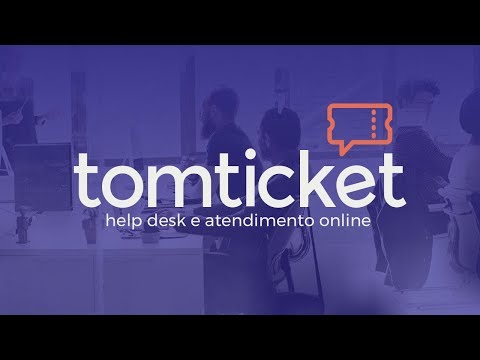 tomticket
help desk e atendimento online